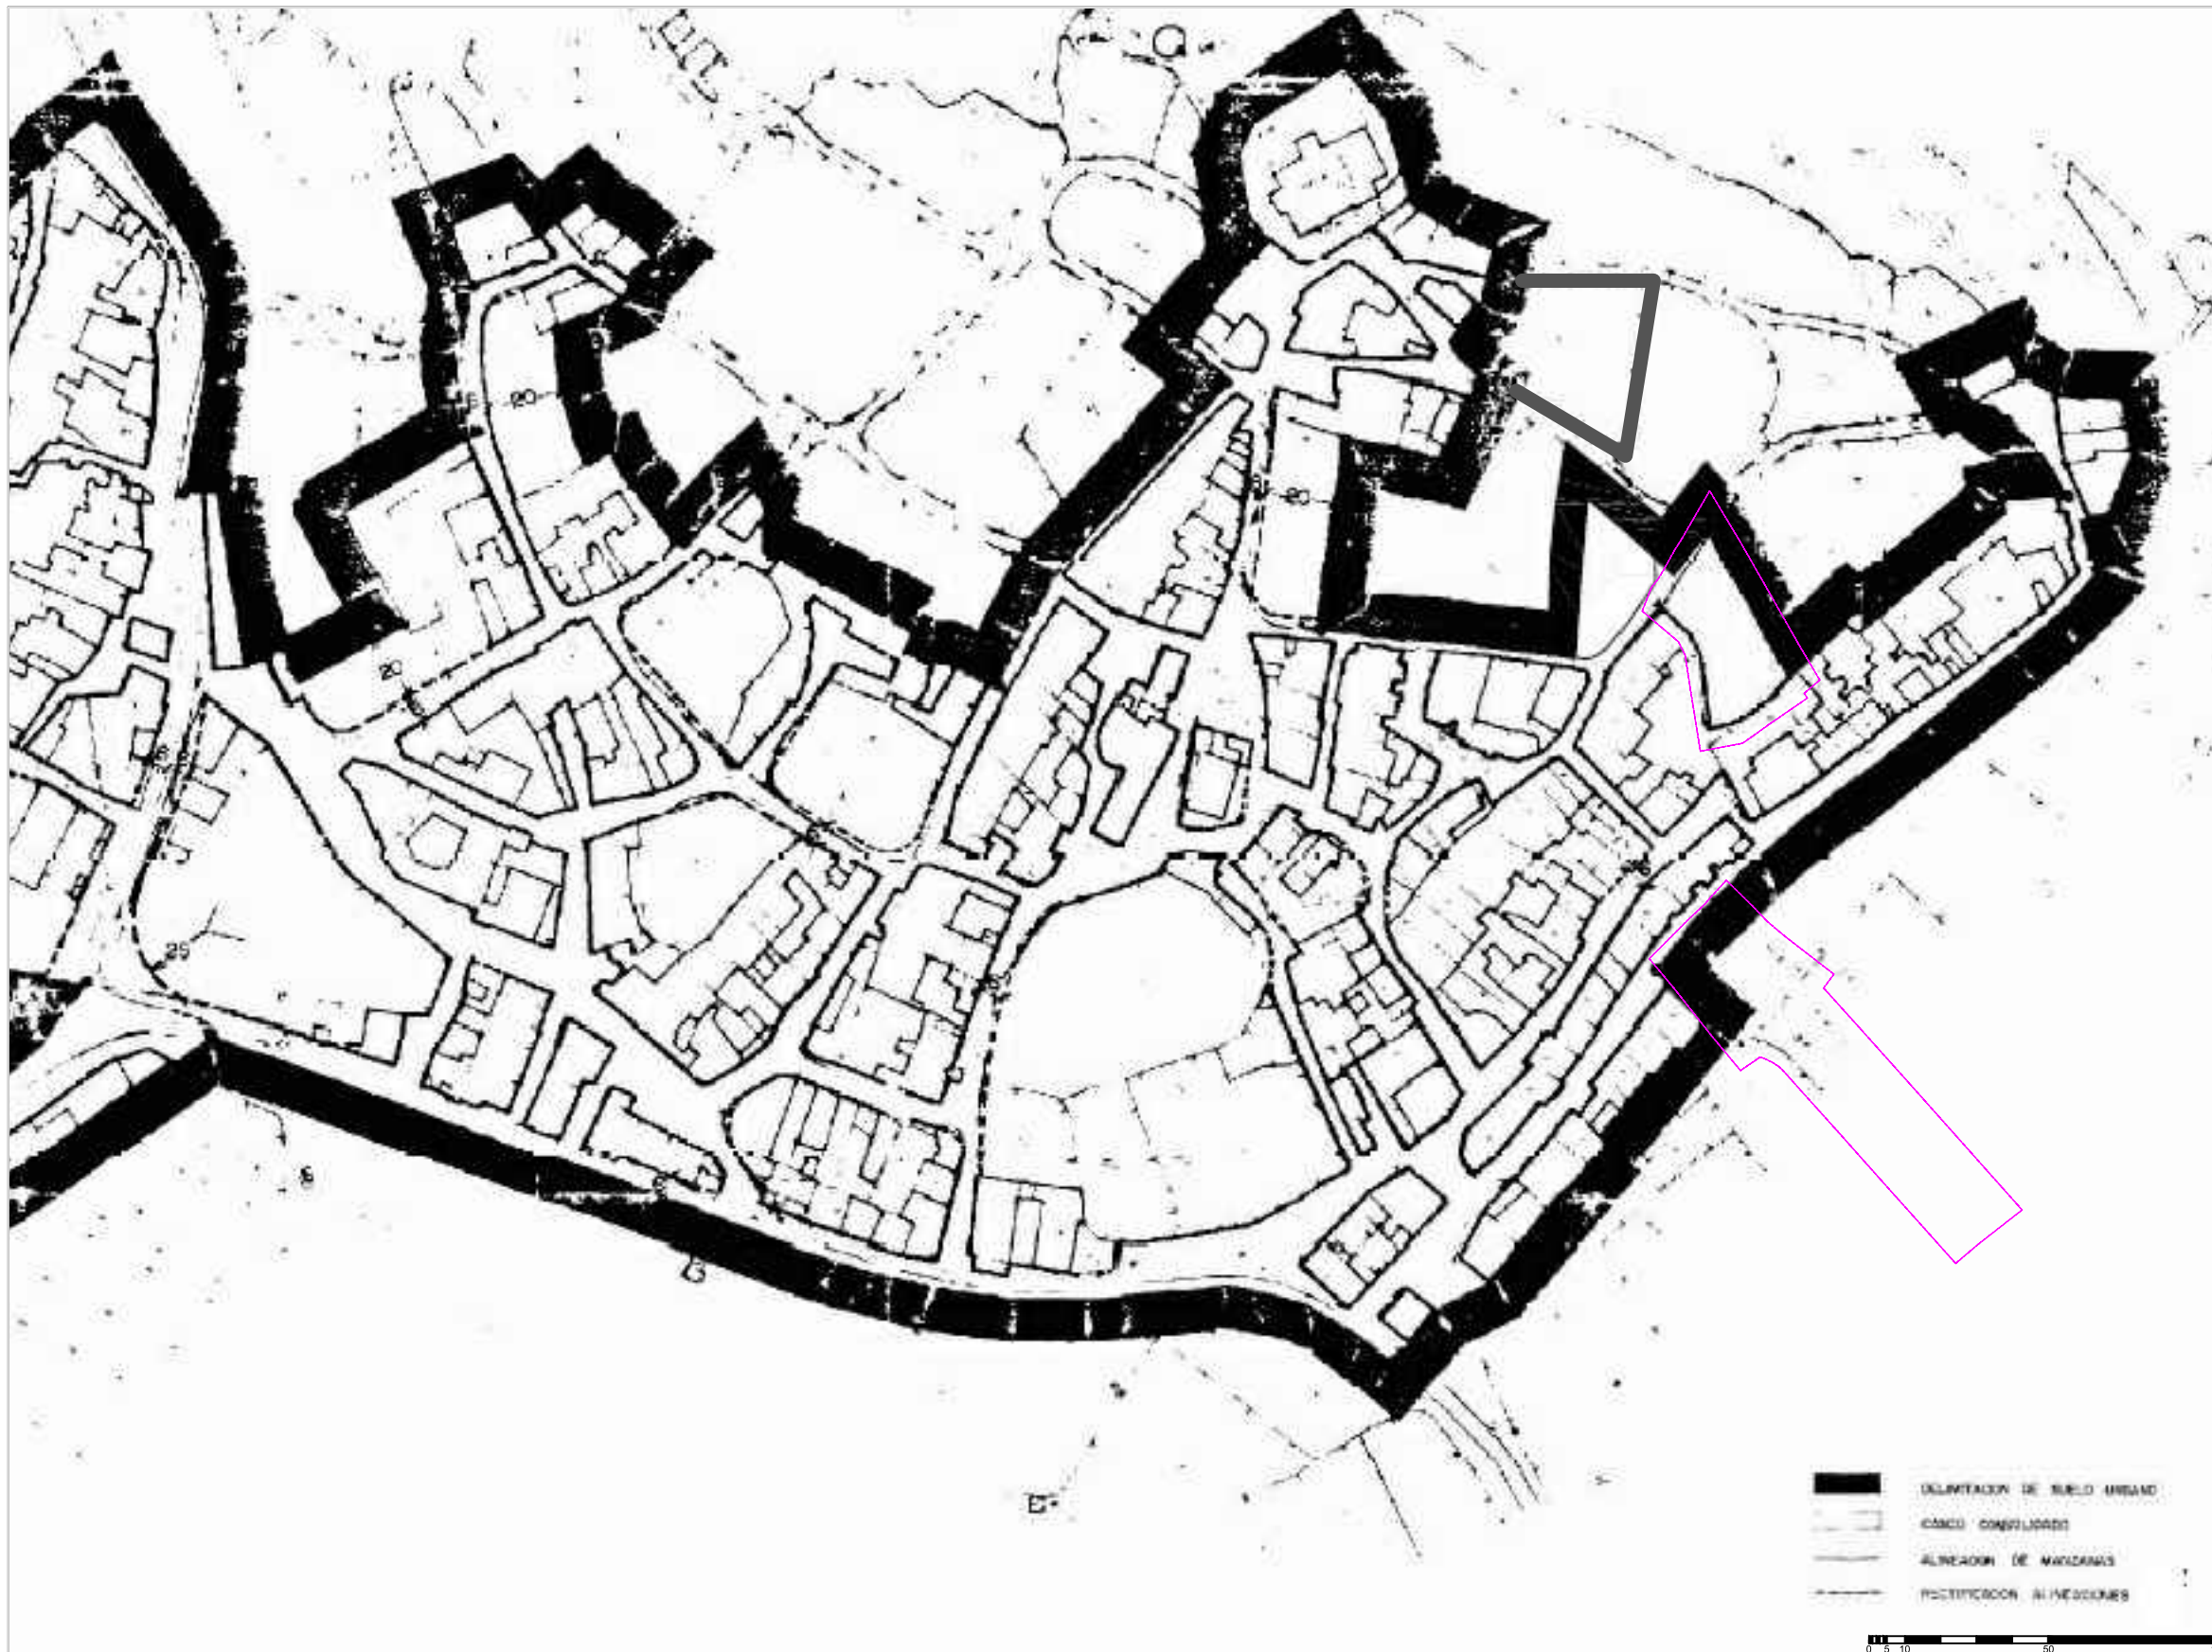 20
20
20
25
DELIMITACION DE SUELO URBANO
CASCO CONSOLIDADO
ALINEACION DE MANZANAS
RECTIFICACION ALINEACIONES
0 5 10 50